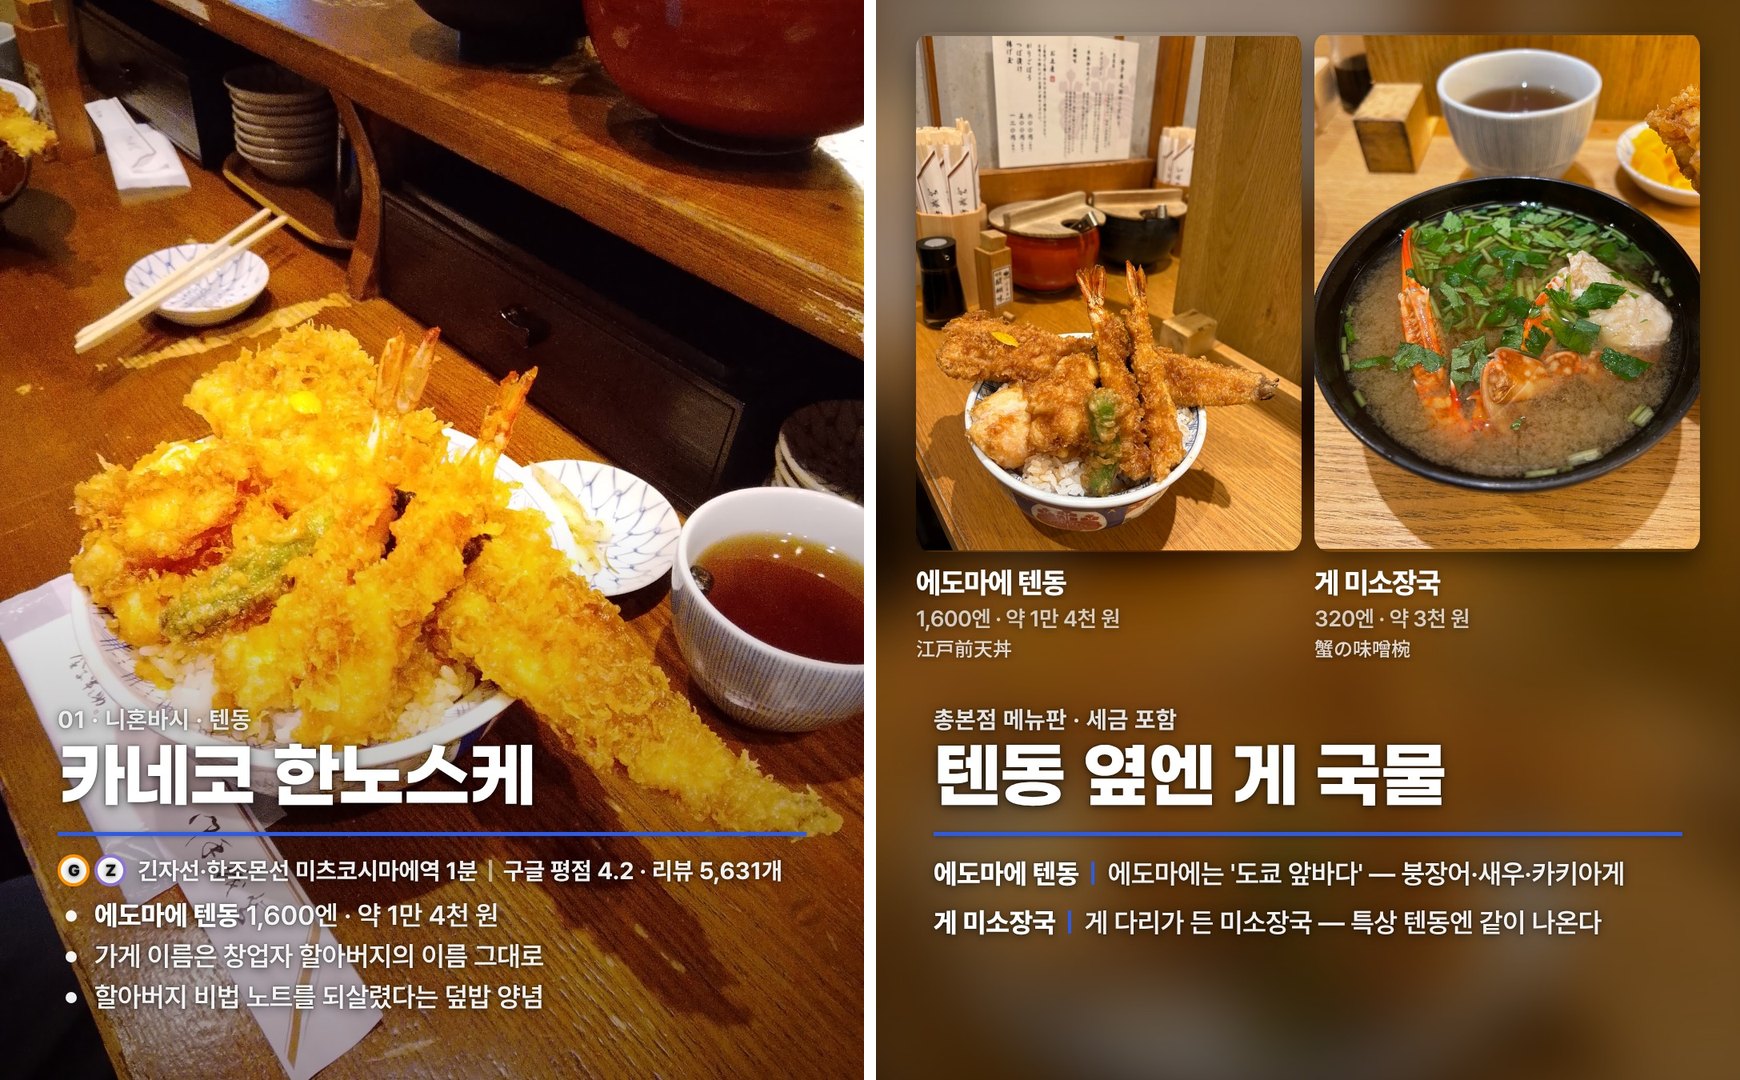 01 · 니혼바시 · 텐동
카네코 한노스케
G Z 긴자선·한조몬선 미츠코시마에역 1분 | 구글 평점 4.2 · 리뷰 5,631개
• 에도마에 텐동 1,600엔 · 약 1만 4천 원
• 가게 이름은 창업자 할아버지의 이름 그대로
• 할아버지 비법 노트를 되살렸다는 덮밥 양념
에도마에 텐동
1,600엔 · 약 1만 4천 원
江戸前天丼
게 미소장국
320엔 · 약 3천 원
蟹の味噌椀
총본점 메뉴판 · 세금 포함
텐동 옆엔 게 국물
에도마에 텐동 | 에도마에는 '도쿄 앞바다' — 붕장어·새우·카키아게
게 미소장국 | 게 다리가 든 미소장국 — 특상 텐동엔 같이 나온다